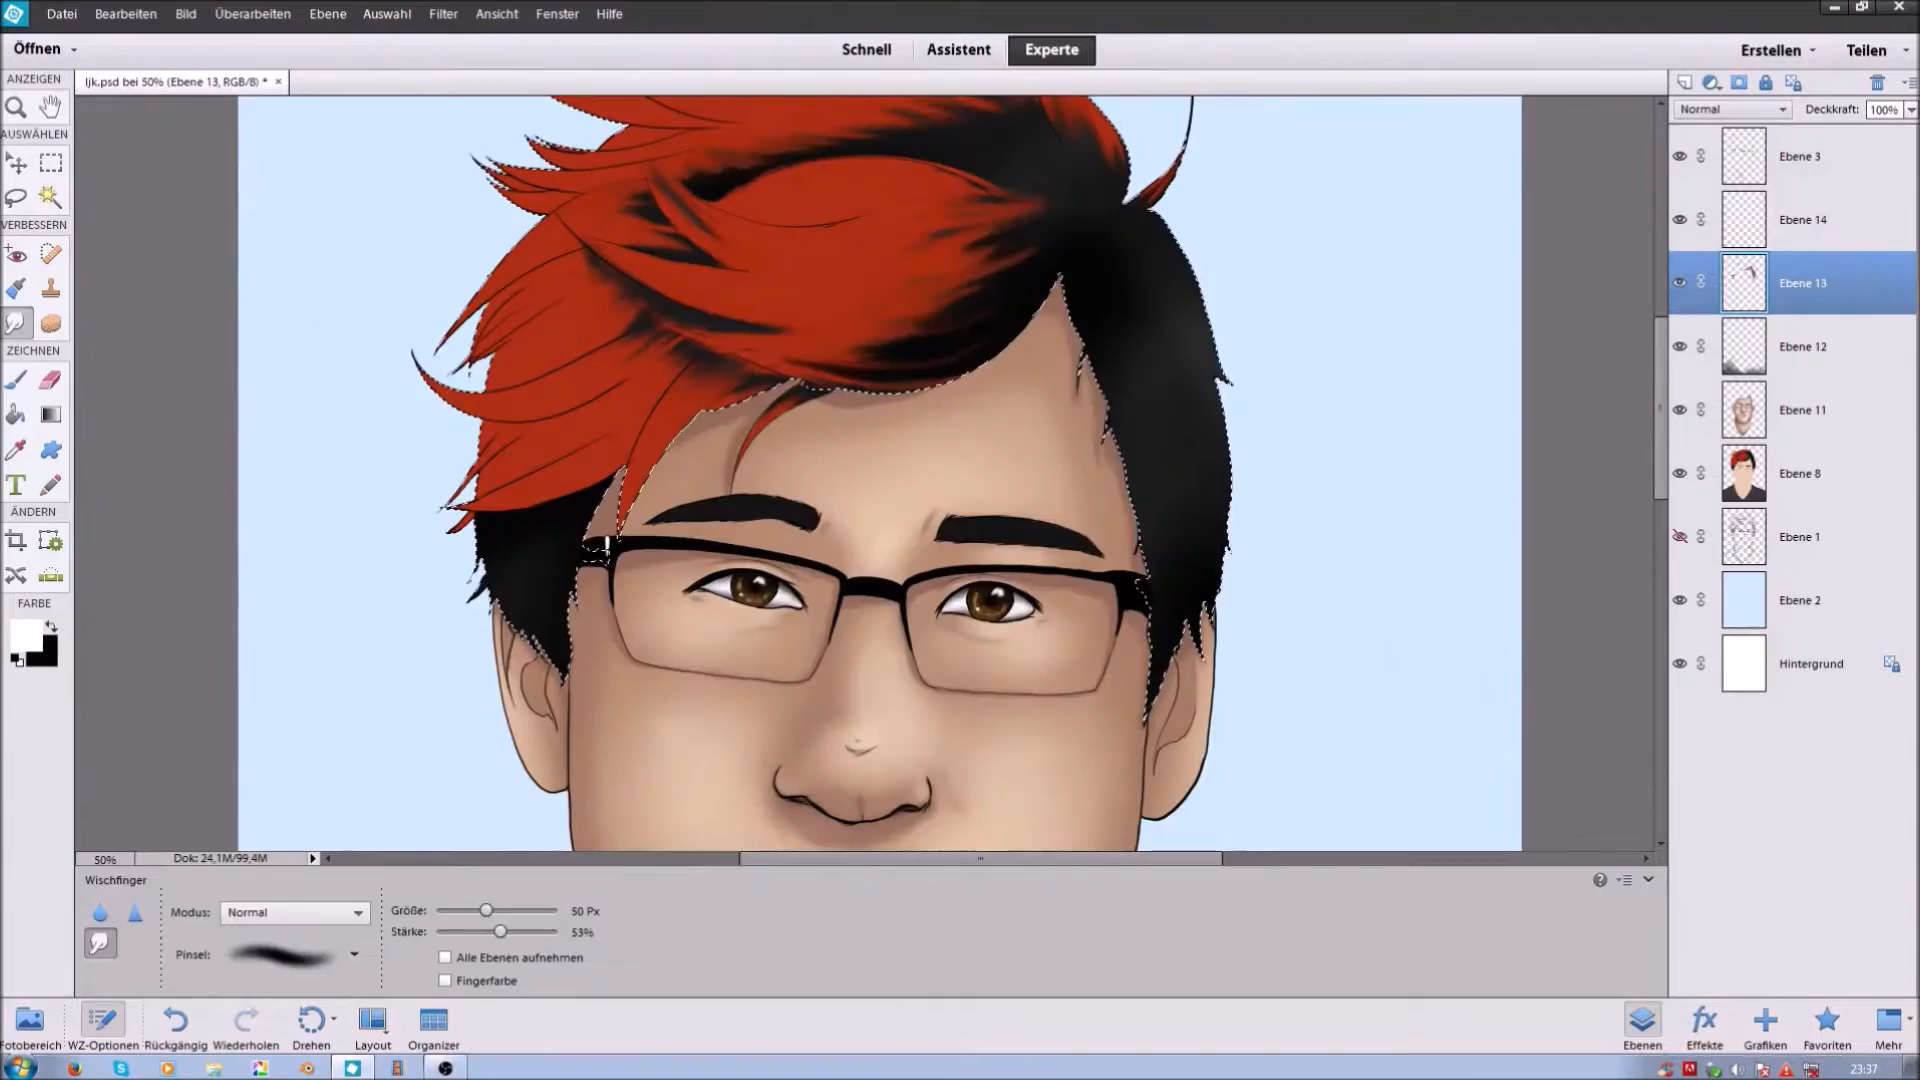 Datei Bearbeiten Bild Überarbeiten Ebene Auswahl Filter Ansicht Fenster Hilfe
Öffnen Schnell Assistent Experte Erstellen Teilen
ANZEIGEN
ljk.psd bei 50% (Ebene 13, RGB/8) *
AUSWÄHLEN
VERBESSERN
ZEICHNEN
ÄNDERN
FARBE
Normal Deckkraft: 100%
Ebene 3
Ebene 14
Ebene 13
Ebene 12
Ebene 11
Ebene 8
Ebene 1
Ebene 2
Hintergrund
50% Dok: 24,1M/99,4M
Wischfinger
Modus: Normal
Pinsel:
Größe: 50 Px
Stärke: 53%
Alle Ebenen aufnehmen
Fingerfarbe
Fotobereich WZ-Optionen Rückgängig Wiederholen Drehen Layout Organizer
Ebenen Effekte Grafiken Favoriten Mehr
23:37